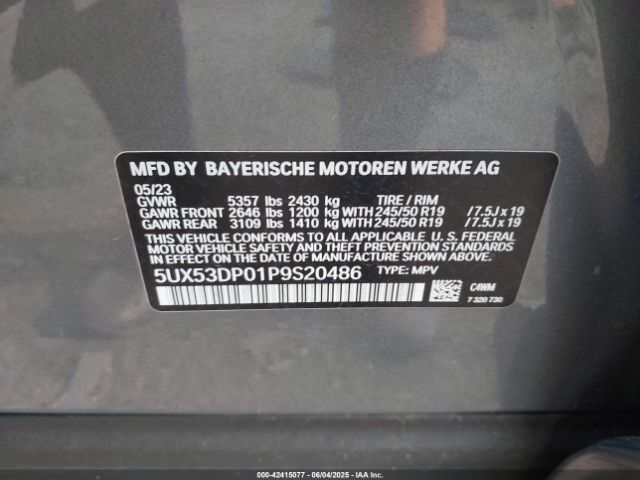 MFD BY BAYERISCHE MOTOREN WERKE AG
05/23
GVWR 5357 lbs 2430 kg TIRE / RIM
GAWR FRONT 2646 lbs 1200 kg WITH 245/50 R19 / 7.5J x 19
GAWR REAR 3109 lbs 1410 kg WITH 245/50 R19 / 7.5J x 19
THIS VEHICLE CONFORMS TO ALL APPLICABLE U. S. FEDERAL
MOTOR VEHICLE SAFETY AND THEFT PREVENTION STANDARDS
IN EFFECT ON THE DATE OF MANUFACTURE SHOWN ABOVE.
5UX53DP01P9S20486 TYPE: MPV
C4WM
7 320 730
000-42415077 - 06/04/2025 - IAAI Inc.